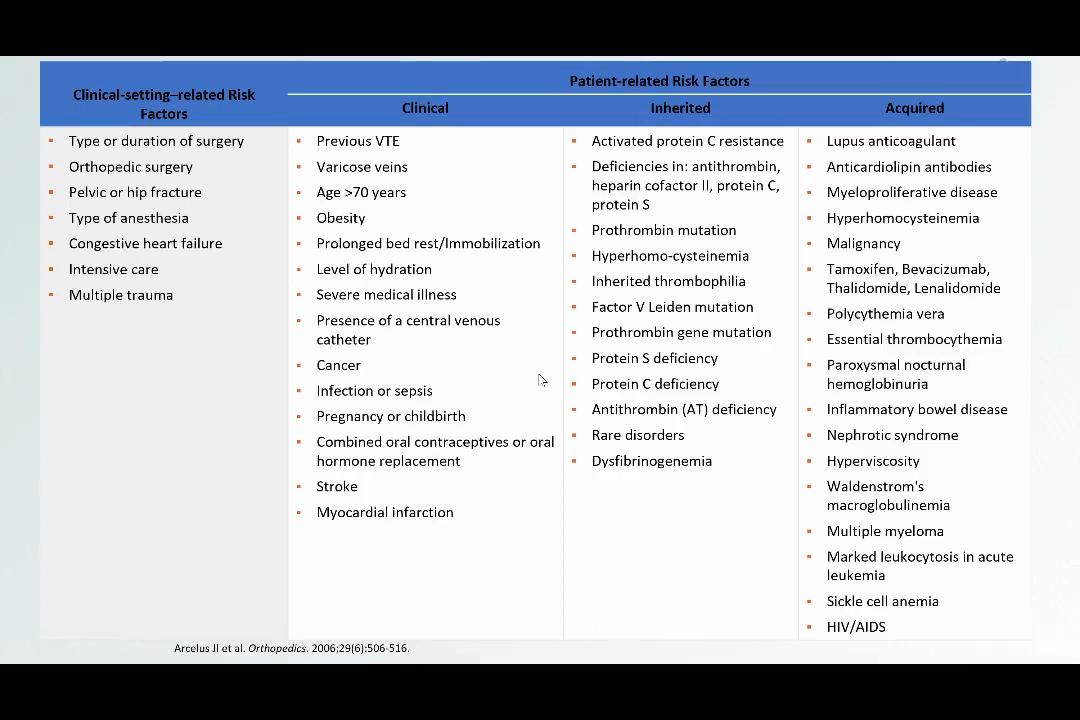 Clinical-setting–related Risk
Factors
Patient-related Risk Factors
Clinical
Inherited
Acquired
Type or duration of surgery
Orthopedic surgery
Pelvic or hip fracture
Type of anesthesia
Congestive heart failure
Intensive care
Multiple trauma
Previous VTE
Varicose veins
Age >70 years
Obesity
Prolonged bed rest/Immobilization
Level of hydration
Severe medical illness
Presence of a central venous
catheter
Cancer
Infection or sepsis
Pregnancy or childbirth
Combined oral contraceptives or oral
hormone replacement
Stroke
Myocardial infarction
Activated protein C resistance
Deficiencies in: antithrombin,
heparin cofactor II, protein C,
protein S
Prothrombin mutation
Hyperhomo-cysteinemia
Inherited thrombophilia
Factor V Leiden mutation
Prothrombin gene mutation
Protein S deficiency
Protein C deficiency
Antithrombin (AT) deficiency
Rare disorders
Dysfibrinogenemia
Lupus anticoagulant
Anticardiolipin antibodies
Myeloproliferative disease
Hyperhomocysteinemia
Malignancy
Tamoxifen, Bevacizumab,
Thalidomide, Lenalidomide
Polycythemia vera
Essential thrombocythemia
Paroxysmal nocturnal
hemoglobinuria
Inflammatory bowel disease
Nephrotic syndrome
Hyperviscosity
Waldenstrom's
macroglobulinemia
Multiple myeloma
Marked leukocytosis in acute
leukemia
Sickle cell anemia
HIV/AIDS
Arcelus JI et al. Orthopedics. 2006;29(6):506-516.